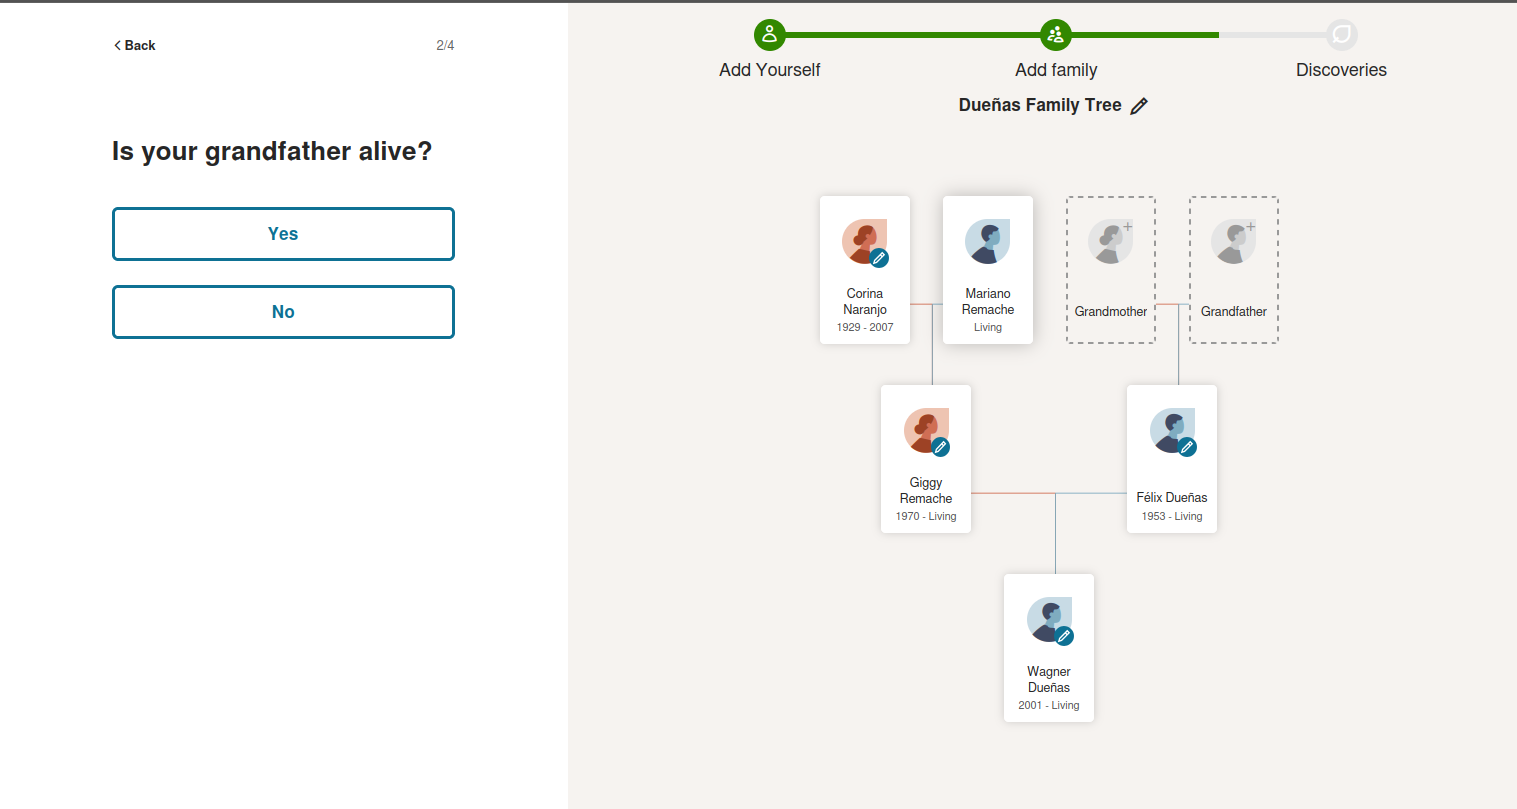 Back
2/4
Is your grandfather alive?
Yes
No
Add Yourself
Add family
Discoveries
Dueñas Family Tree
Corina
Naranjo
1929 - 2007
Mariano
Remache
Living
Grandmother
Grandfather
Giggy
Remache
1970 - Living
Félix Dueñas
1953 - Living
Wagner
Dueñas
2001 - Living